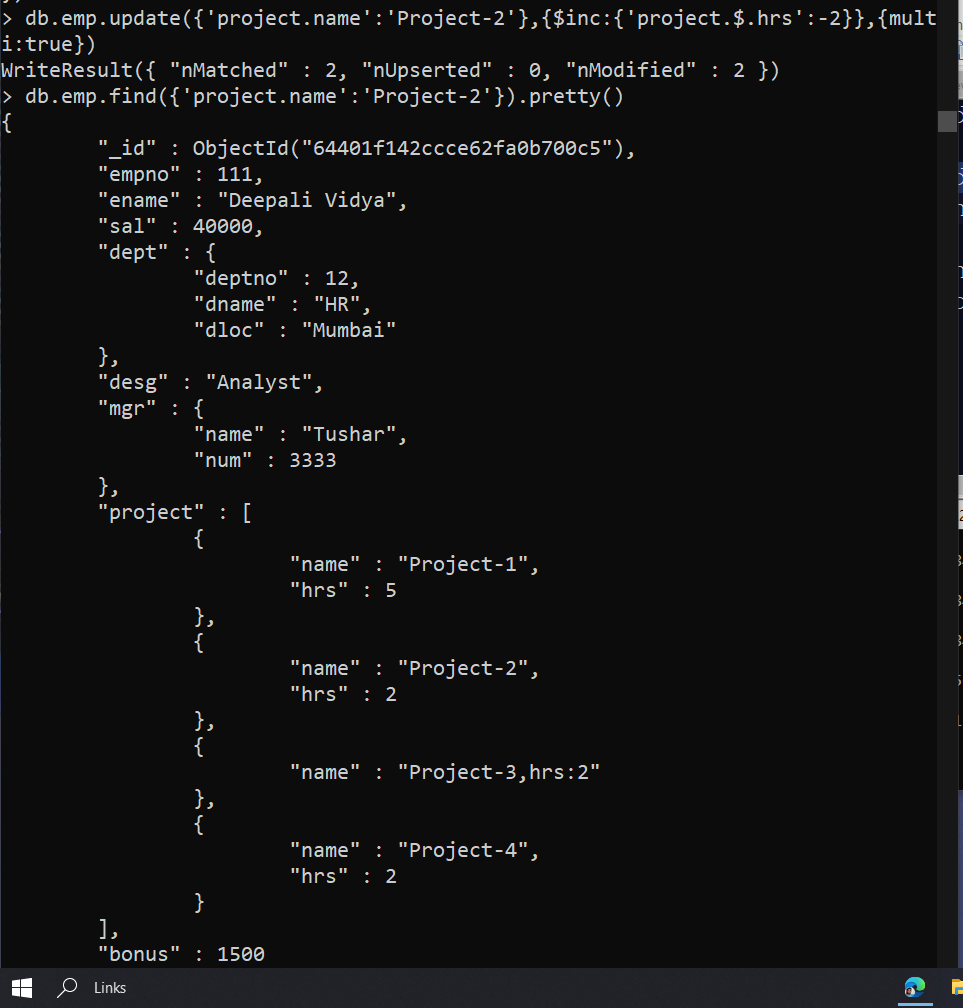 > db.emp.update({'project.name':'Project-2'},{$inc:{'project.$.hrs':-2}},{mult
i:true})
WriteResult({ "nMatched" : 2, "nUpserted" : 0, "nModified" : 2 })
> db.emp.find({'project.name':'Project-2'}).pretty()
{
"_id" : ObjectId("64401f142ccce62fa0b700c5"),
"empno" : 111,
"ename" : "Deepali Vidya",
"sal" : 40000,
"dept" : {
"deptno" : 12,
"dname" : "HR",
"dloc" : "Mumbai"
},
"desg" : "Analyst",
"mgr" : {
"name" : "Tushar",
"num" : 3333
},
"project" : [
{
"name" : "Project-1",
"hrs" : 5
},
{
"name" : "Project-2",
"hrs" : 2
},
{
"name" : "Project-3,hrs:2"
},
{
"name" : "Project-4",
"hrs" : 2
}
],
"bonus" : 1500
Links